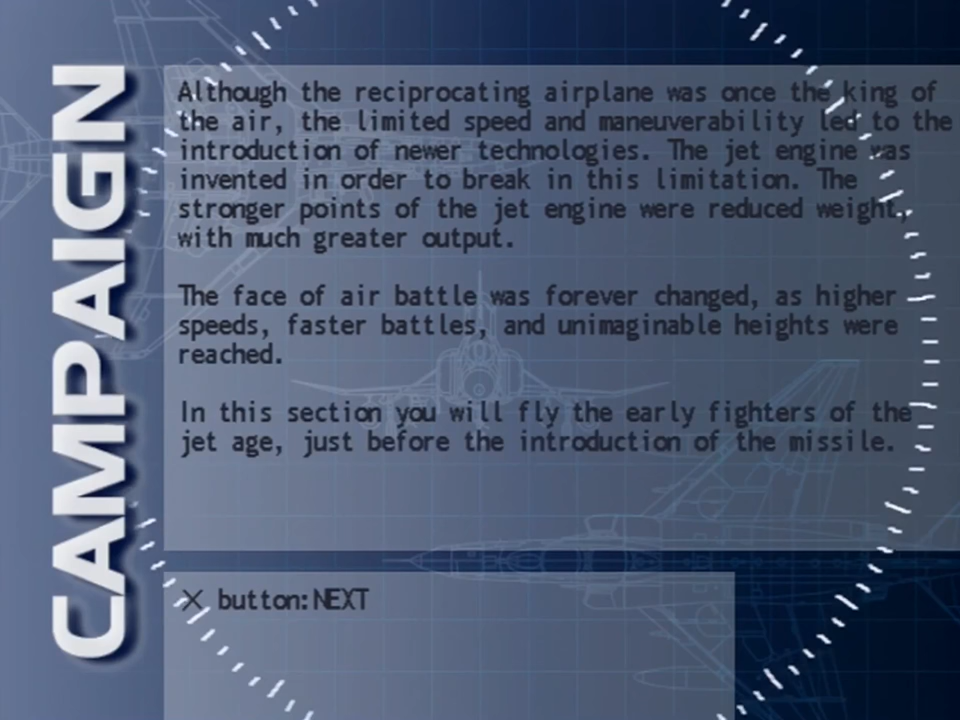 CAMPAIGN
Although the reciprocating airplane was once the king of
the air, the limited speed and maneuverability led to the
introduction of newer technologies. The jet engine was
invented in order to break in this limitation. The
stronger points of the jet engine were reduced weight,
with much greater output.
The face of air battle was forever changed, as higher
speeds, faster battles, and unimaginable heights were
reached.
In this section you will fly the early fighters of the
jet age, just before the introduction of the missile.
× button:NEXT